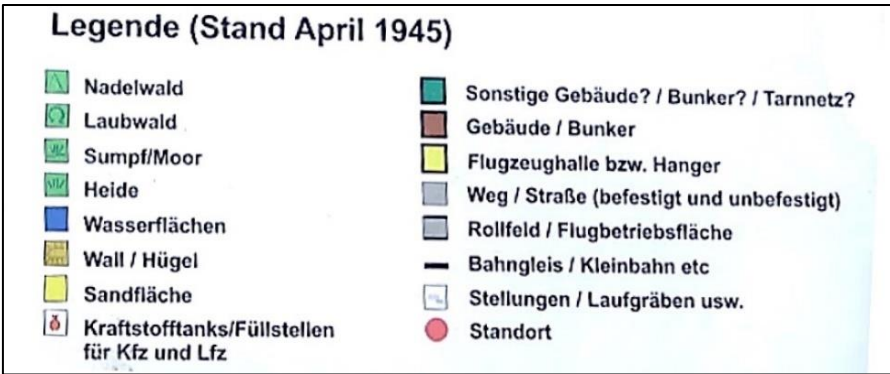 Legende (Stand April 1945)
Nadelwald
Laubwald
Sumpf/Moor
Heide
Wasserflächen
Wall / Hügel
Sandfläche
Kraftstofftanks/Füllstellen
für Kfz und Lfz
Sonstige Gebäude? / Bunker? / Tarnnetz?
Gebäude / Bunker
Flugzeughalle bzw. Hanger
Weg / Straße (befestigt und unbefestigt)
Rollfeld / Flugbetriebsfläche
Bahngleis / Kleinbahn etc
Stellungen / Laufgräben usw.
Standort